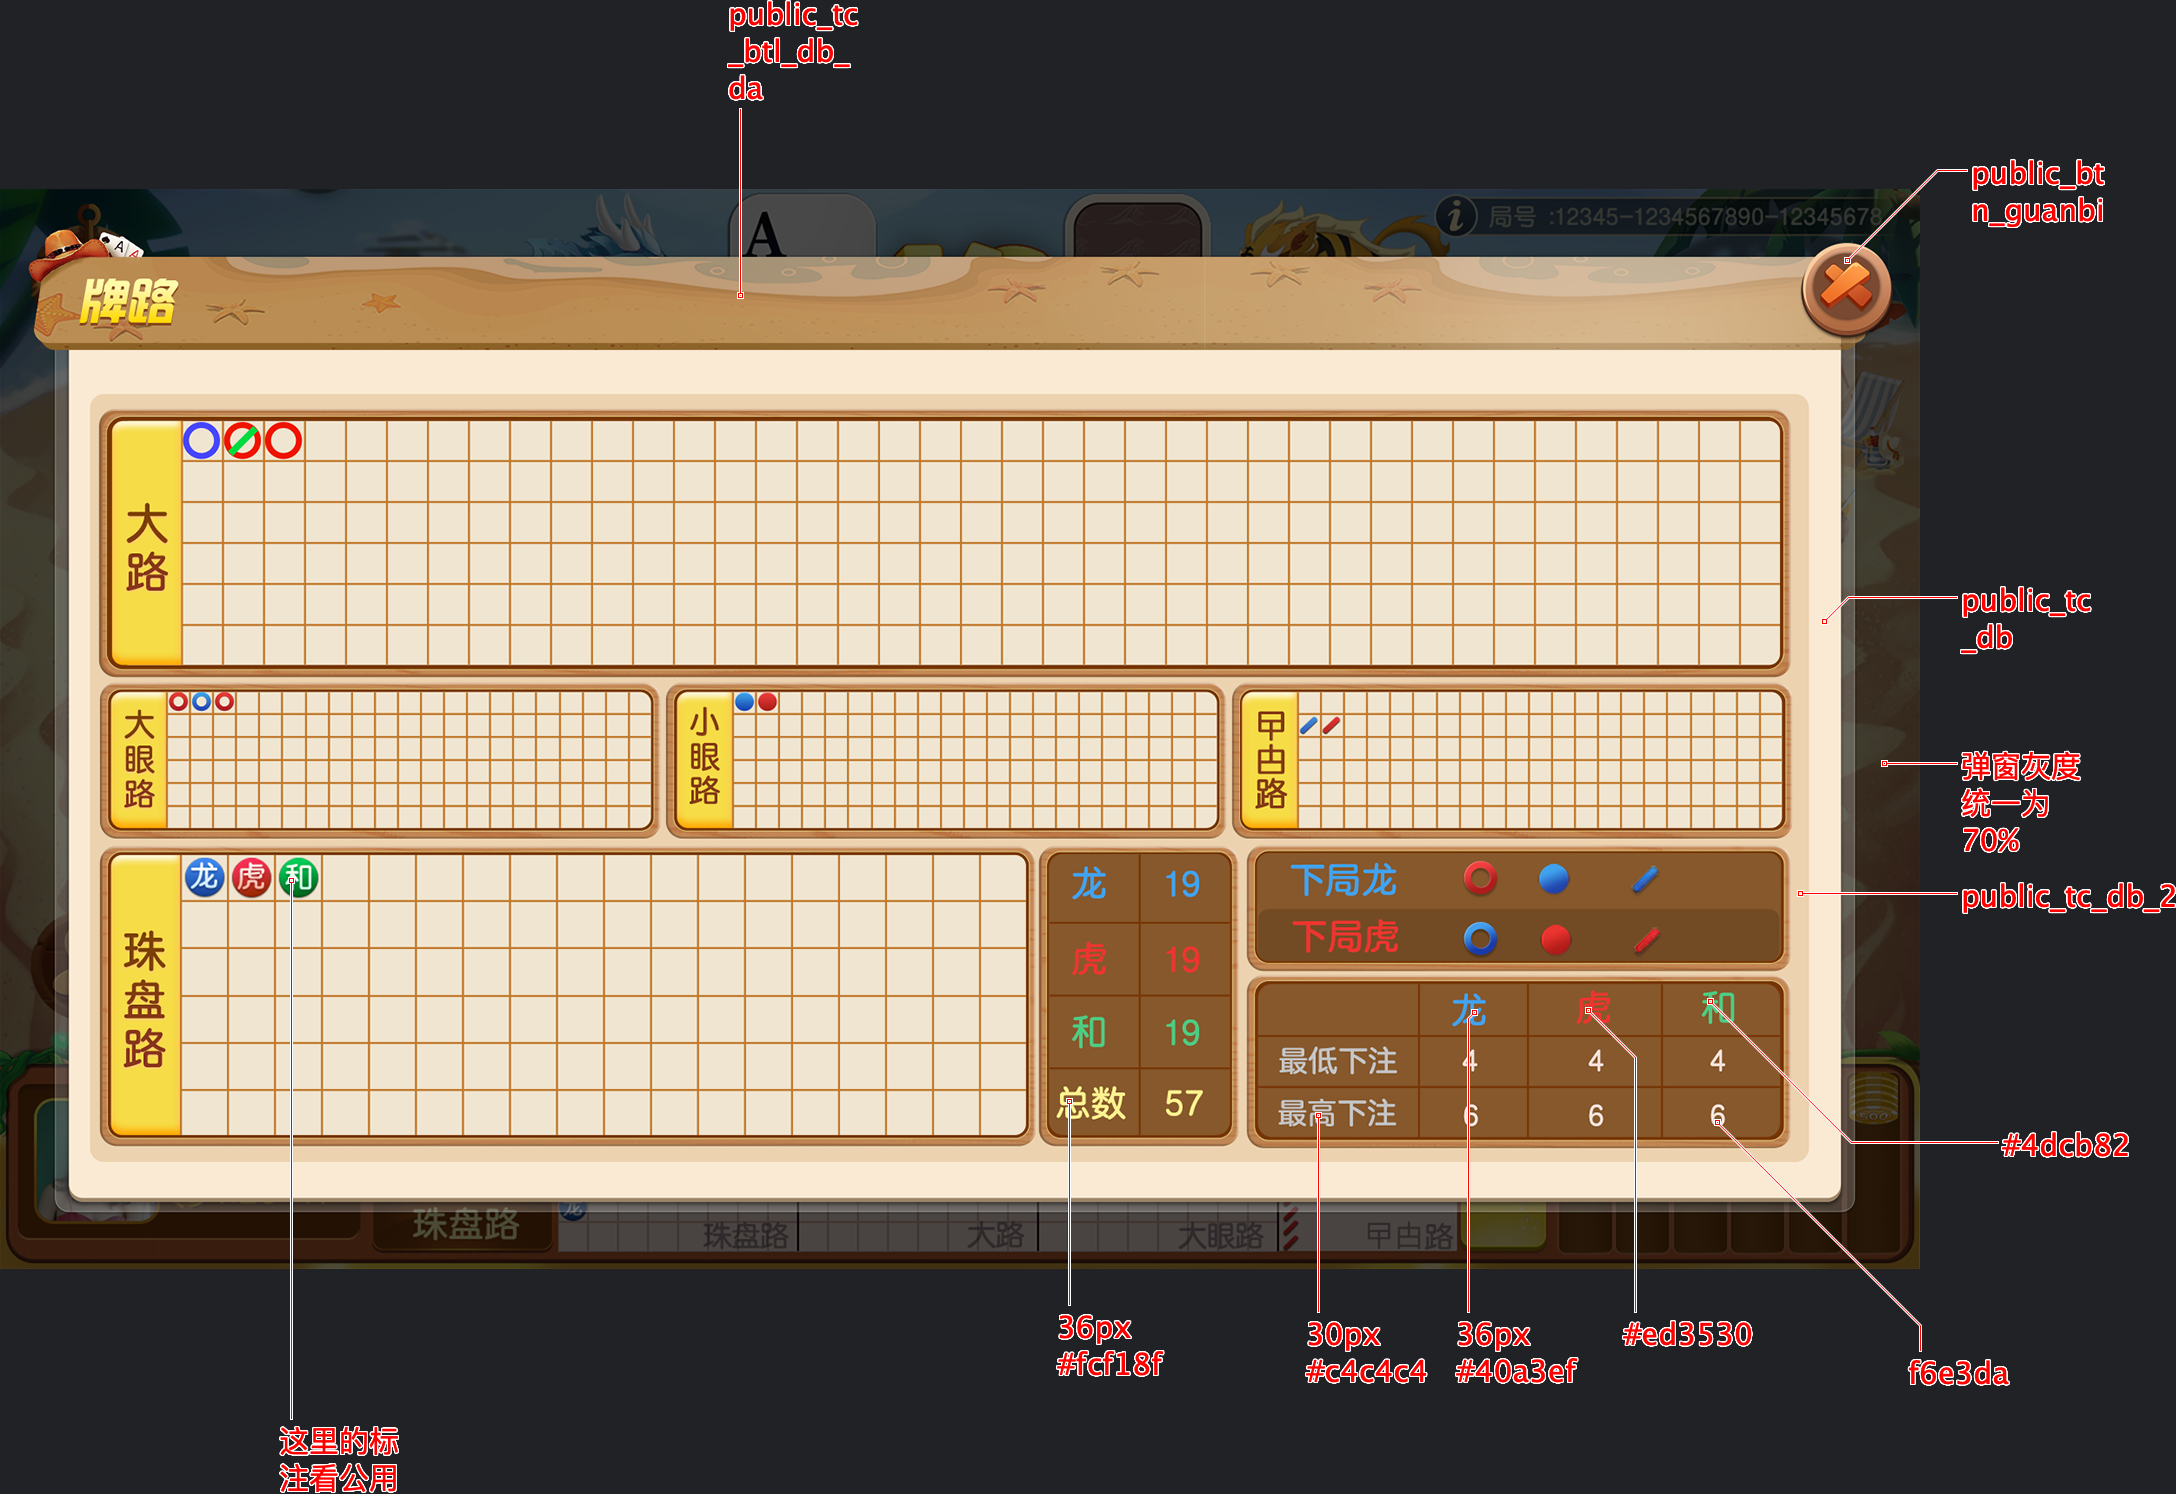 public_tc
_btl_db_
da
public_bt
n_guanbi
A
局号 :12345-1234567890-12345678
A
A
牌路
大路
public_tc
_db
大眼路
小眼路
曱甴路
弹窗灰度
统一为
70%
public_tc_db_2
珠盘路
龙 虎 和
龙 19
虎 19
和 19
总数 57
下局龙
下局虎
龙 虎 和
最低下注 4 4 4
最高下注 6 6 6
#4dcb82
珠盘路
龙
珠盘路
大路
大眼路
曱甴路
36px
#fcf18f
30px
#c4c4c4
36px
#40a3ef
#ed3530
f6e3da
这里的标
注看公用